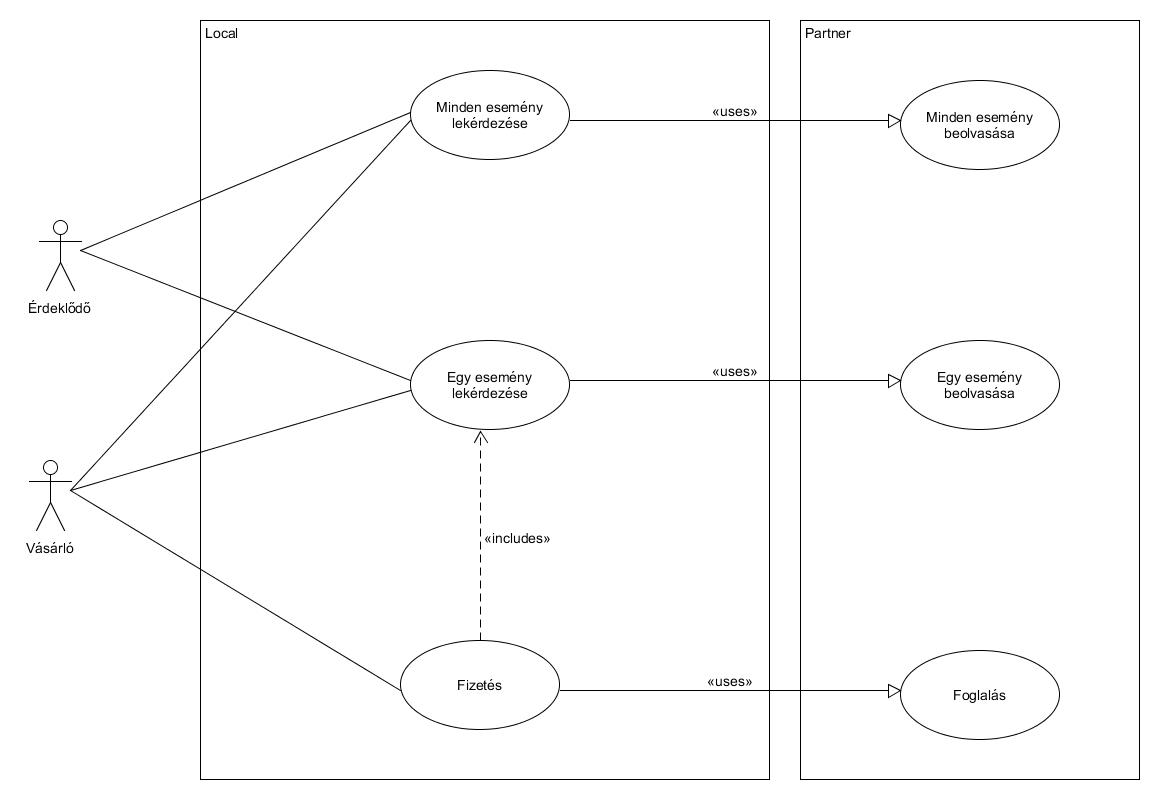 Local
Partner
Minden esemény
lekérdezése
«uses»
Minden esemény
beolvasása
Érdeklődő
Egy esemény
lekérdezése
«uses»
Egy esemény
beolvasása
Vásárló
«includes»
Fizetés
«uses»
Foglalás